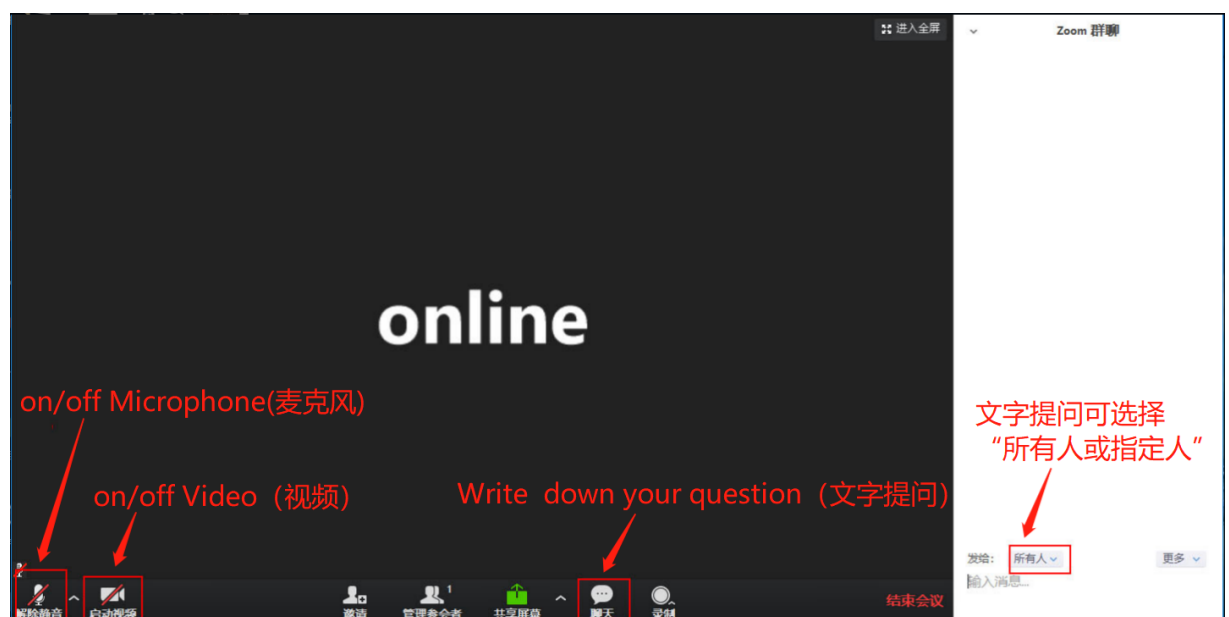 进入全屏
Zoom 群聊
online
on/off Microphone(麦克风)
文字提问可选择
“所有人或指定人”
on/off Video（视频）
Write down your question（文字提问)
发给： 所有人 更多
输入消息...
1
解除静音 启动视频 邀请 管理参会者 共享屏幕 聊天 录制 结束会议